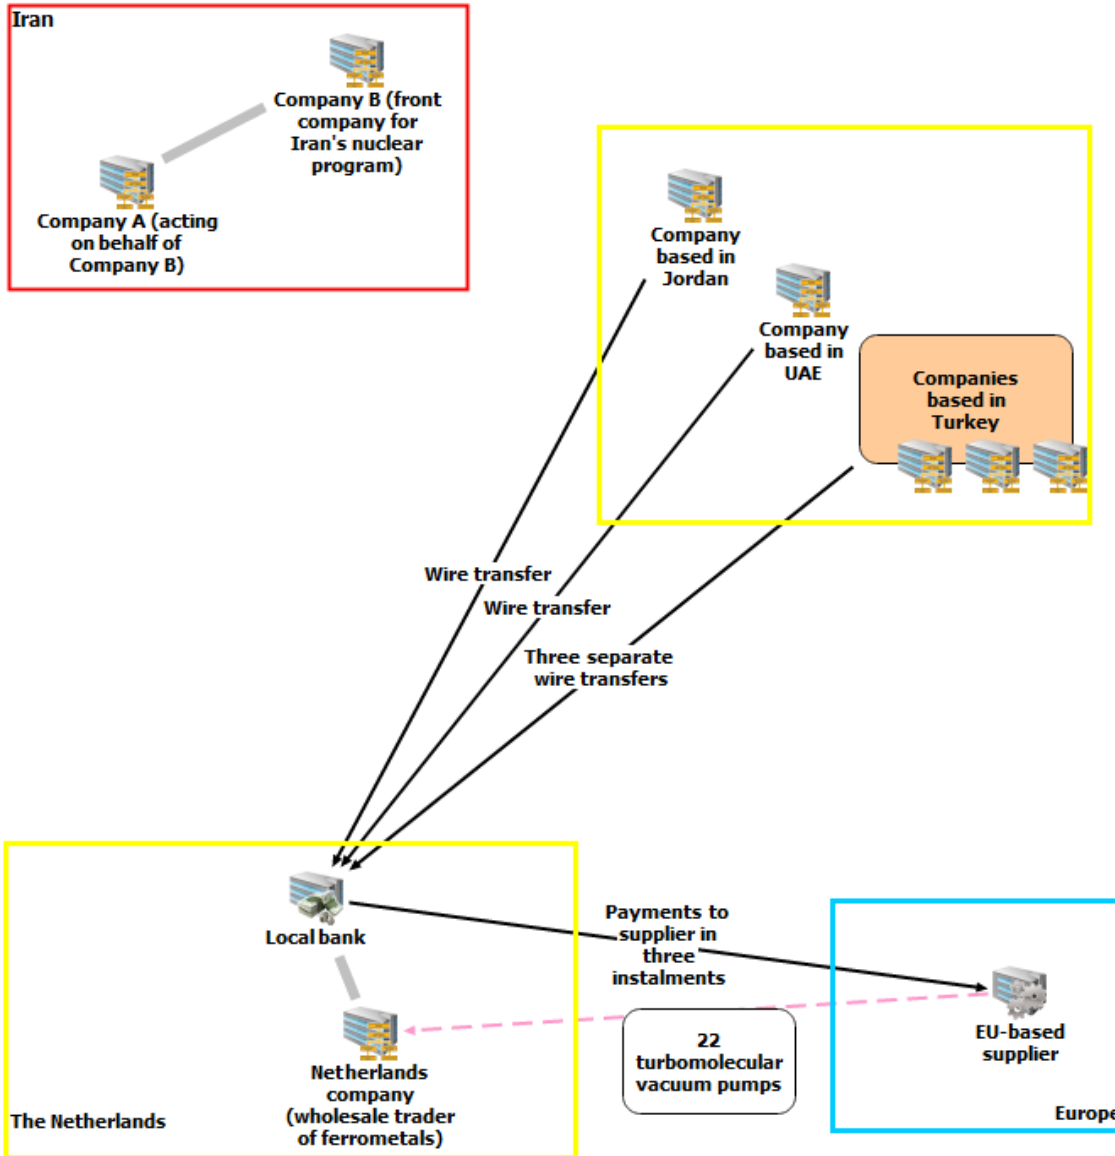 Iran
Company B (front
company for
Iran's nuclear
program)
Company A (acting
on behalf of
Company B)
Company
based in
Jordan
Company
based in
UAE
Companies
based in
Turkey
Wire transfer
Wire transfer
Three separate
wire transfers
Local bank
Payments to
supplier in
three
instalments
EU-based
supplier
22
turbomolecular
vacuum pumps
Netherlands
company
(wholesale trader
of ferrometals)
The Netherlands
Europe